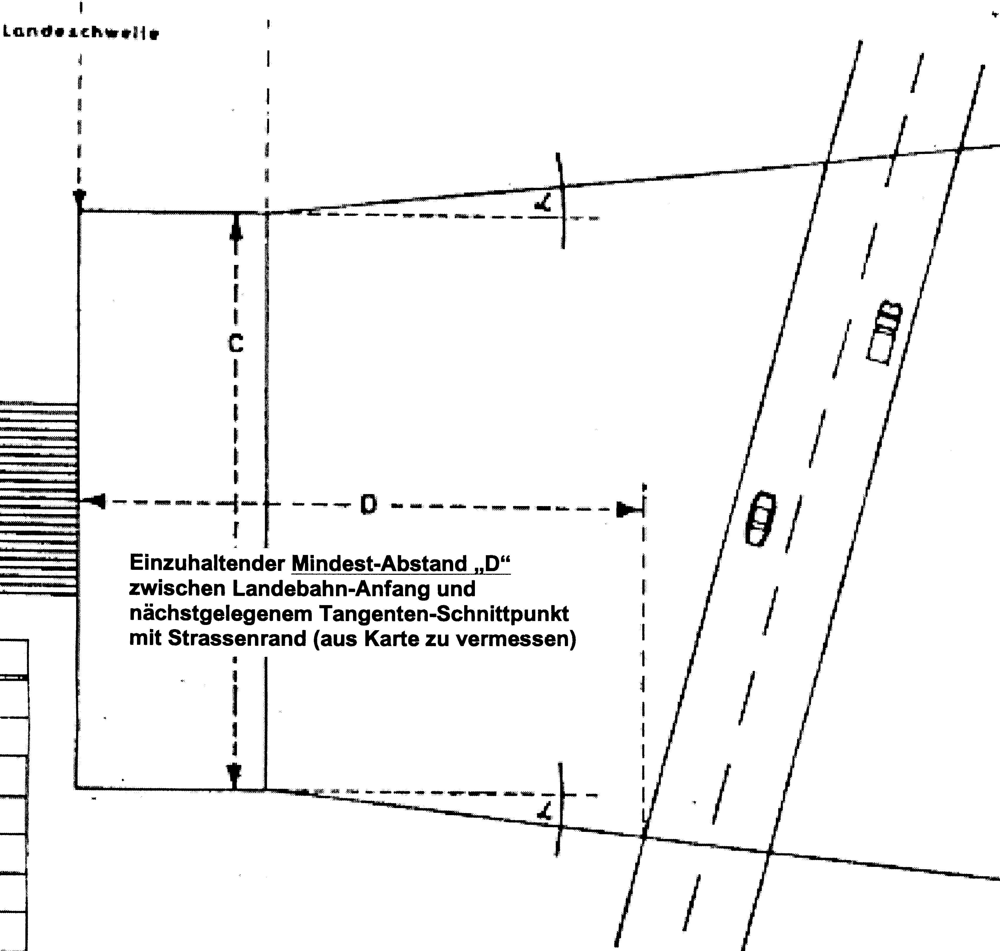 Landeschwelle
L
C
D
Einzuhaltender Mindest-Abstand „D“
zwischen Landebahn-Anfang und
nächstgelegenem Tangenten-Schnittpunkt
mit Strassenrand (aus Karte zu vermessen)
L